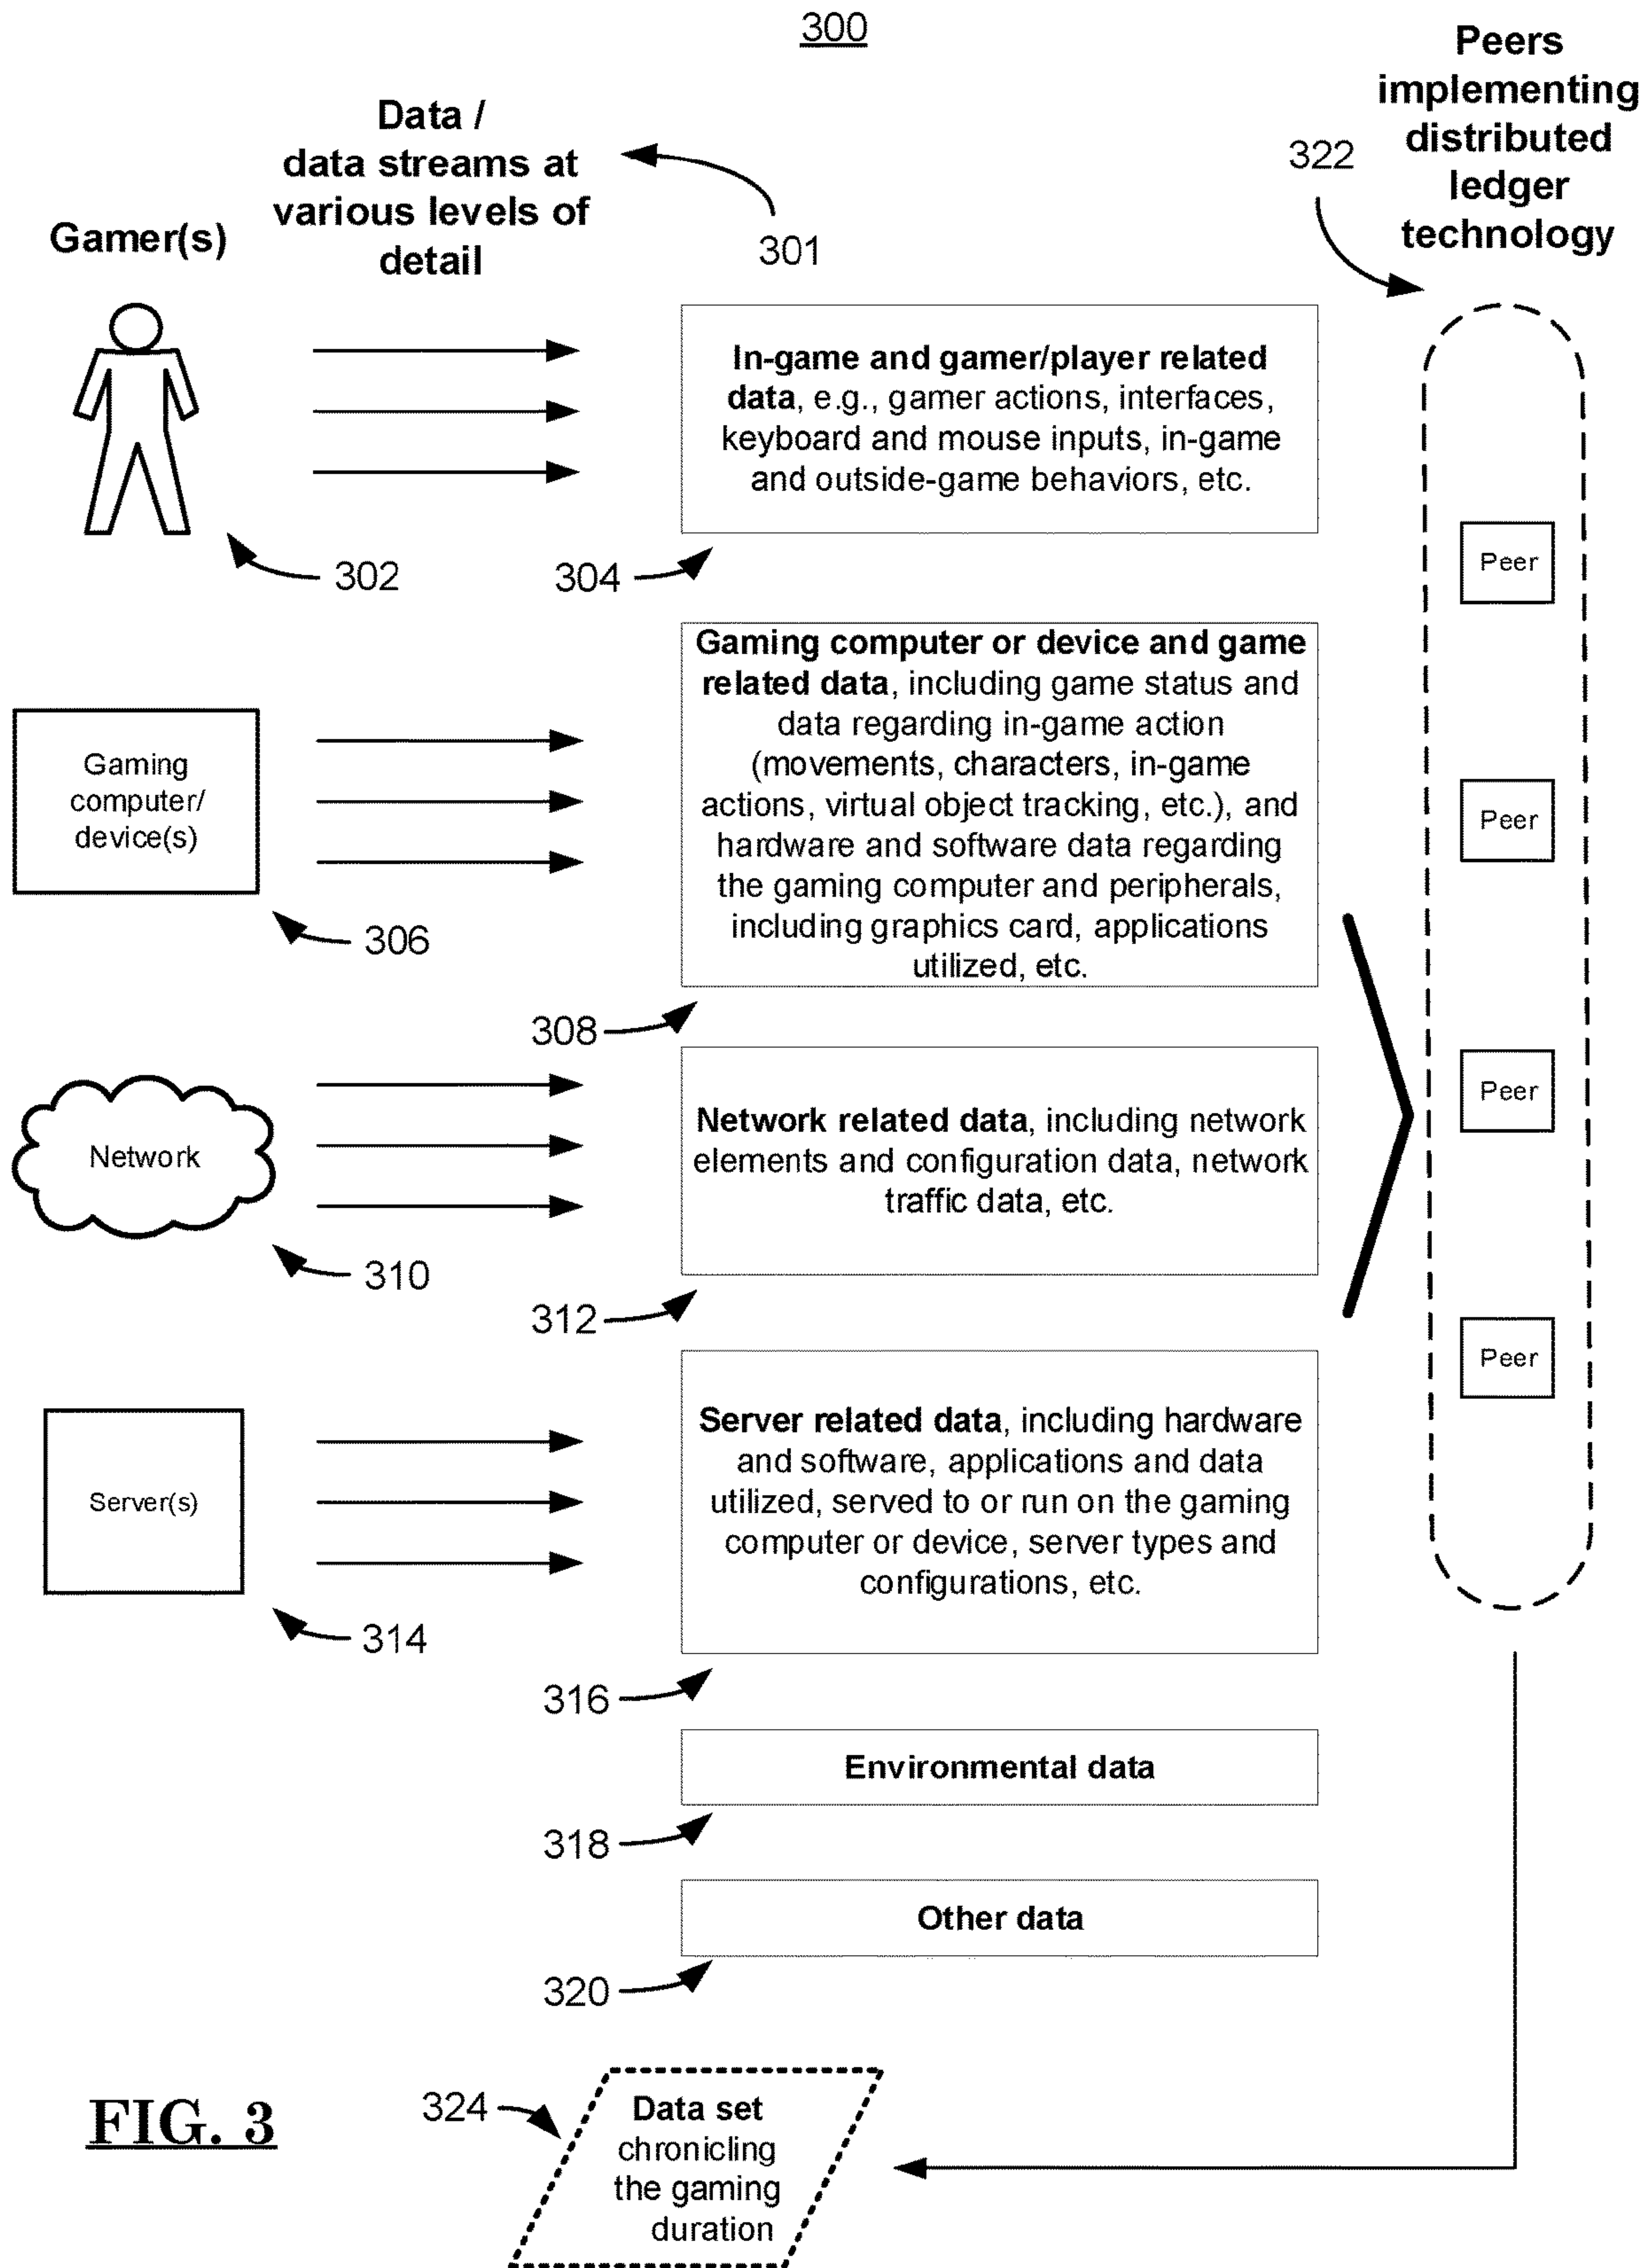 300
Peers
implementing
distributed
ledger
technology
322
Data /
data streams at
various levels of
detail
301
Gamer(s)
In-game and gamer/player related
data, e.g., gamer actions, interfaces,
keyboard and mouse inputs, in-game
and outside-game behaviors, etc.
302
304
Peer
Gaming computer or device and game
related data, including game status and
data regarding in-game action
(movements, characters, in-game
actions, virtual object tracking, etc.), and
hardware and software data regarding
the gaming computer and peripherals,
including graphics card, applications
utilized, etc.
Gaming
computer/
device(s)
306
308
Peer
Network
Network related data, including network
elements and configuration data, network
traffic data, etc.
310
312
Peer
Server(s)
Server related data, including hardware
and software, applications and data
utilized, served to or run on the gaming
computer or device, server types and
configurations, etc.
314
316
Peer
Environmental data
318
Other data
320
324
Data set
chronicling
the gaming
duration
FIG. 3